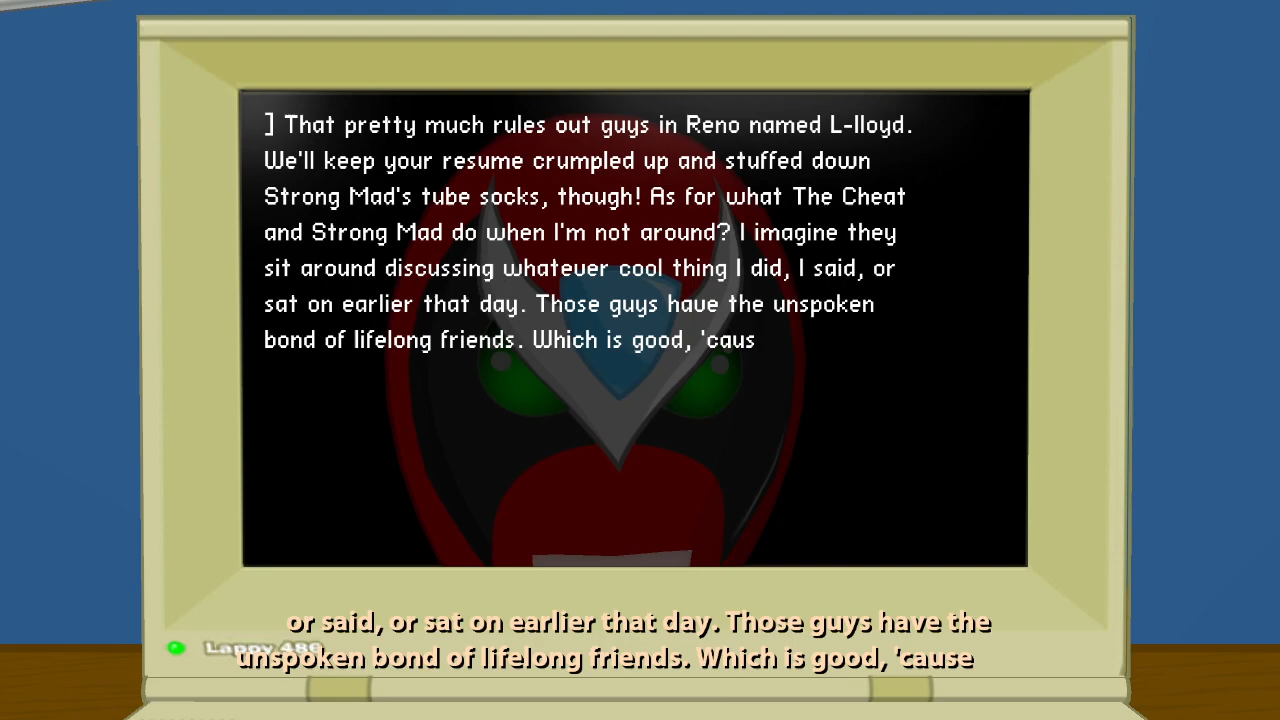 ] That pretty much rules out guys in Reno named L-lloyd.
We'll keep your resume crumpled up and stuffed down
Strong Mad's tube socks, though! As for what The Cheat
and Strong Mad do when I'm not around? I imagine they
sit around discussing whatever cool thing I did, I said, or
sat on earlier that day. Those guys have the unspoken
bond of lifelong friends. Which is good, 'caus
or said, or sat on earlier that day. Those guys have the
Lappy 486
unspoken bond of lifelong friends. Which is good, 'cause